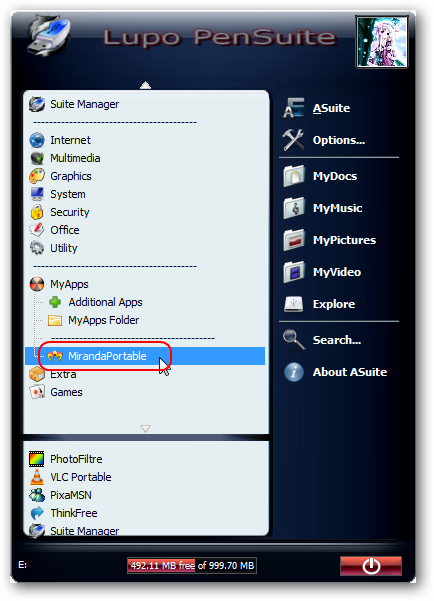 Lupo PenSuite
Suite Manager
Internet
Multimedia
Graphics
System
Security
Office
Utility
MyApps
Additional Apps
MyApps Folder
MirandaPortable
Extra
Games
PhotoFiltre
VLC Portable
PixaMSN
ThinkFree
Suite Manager
ASuite
Options...
MyDocs
MyMusic
MyPictures
MyVideo
Explore
Search...
About ASuite
E:
492.11 MB free of 999.70 MB